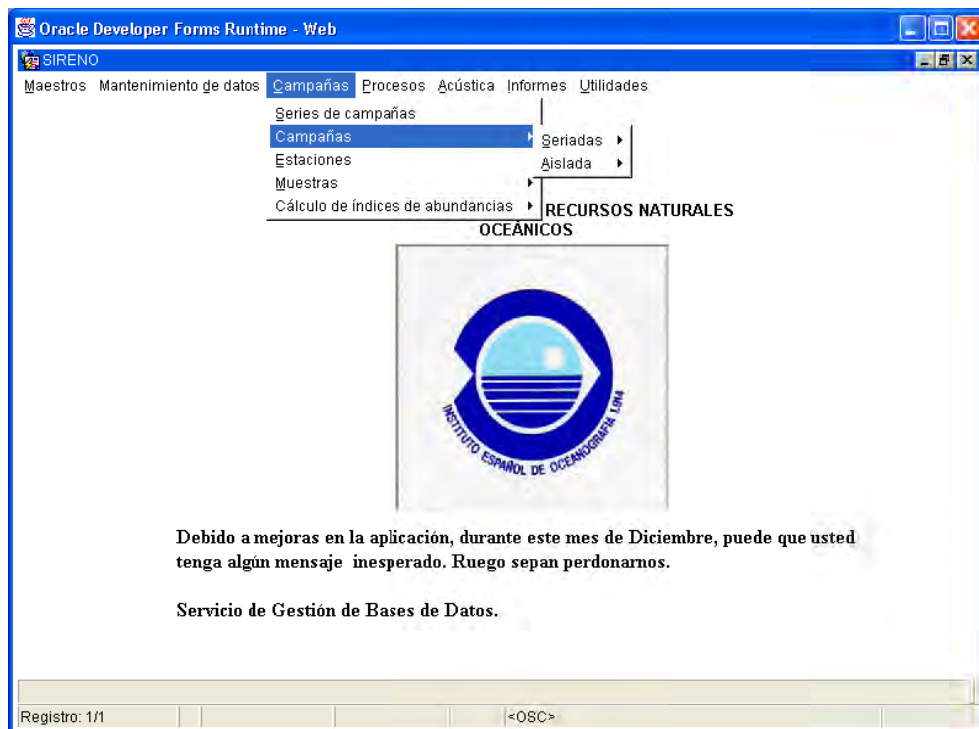 Oracle Developer Forms Runtime - Web
SIRENO
Maestros Mantenimiento de datos Campañas Procesos Acústica Informes Utilidades
Series de campañas
Campañas
Seriadas
Aislada
Estaciones
Muestras
Cálculo de índices de abundancias
RECURSOS NATURALES
OCEÁNICOS
INSTITUTO ESPAÑOL DE OCEANOGRAFIA 1.914
Debido a mejoras en la aplicación, durante este mes de Diciembre, puede que usted
tenga algún mensaje inesperado. Ruego sepan perdonarnos.
Servicio de Gestión de Bases de Datos.
Registro: 1/1
<OSC>